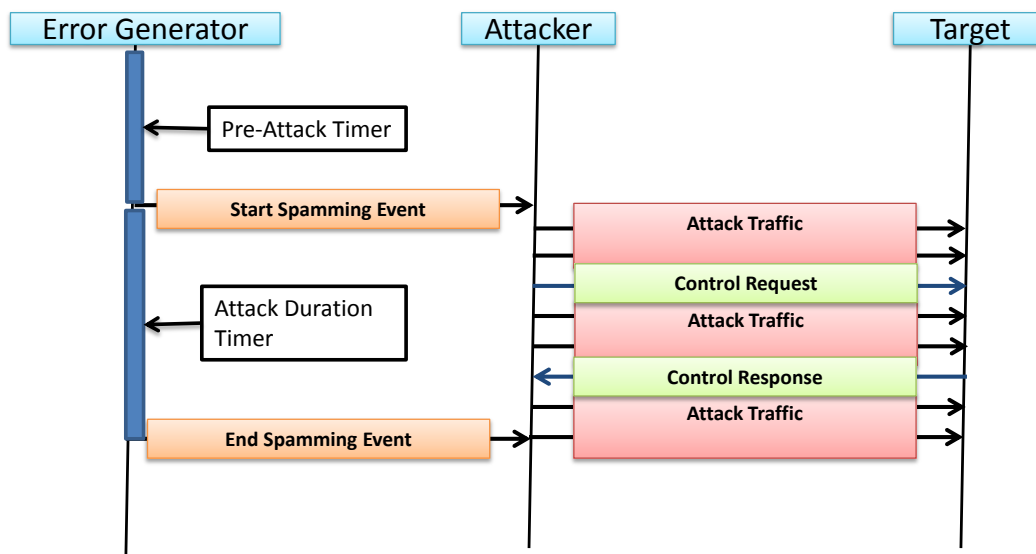 Error Generator
Attacker
Target
Pre-Attack Timer
Start Spamming Event
Attack Traffic
Control Request
Attack Duration
Timer
Attack Traffic
Control Response
Attack Traffic
End Spamming Event